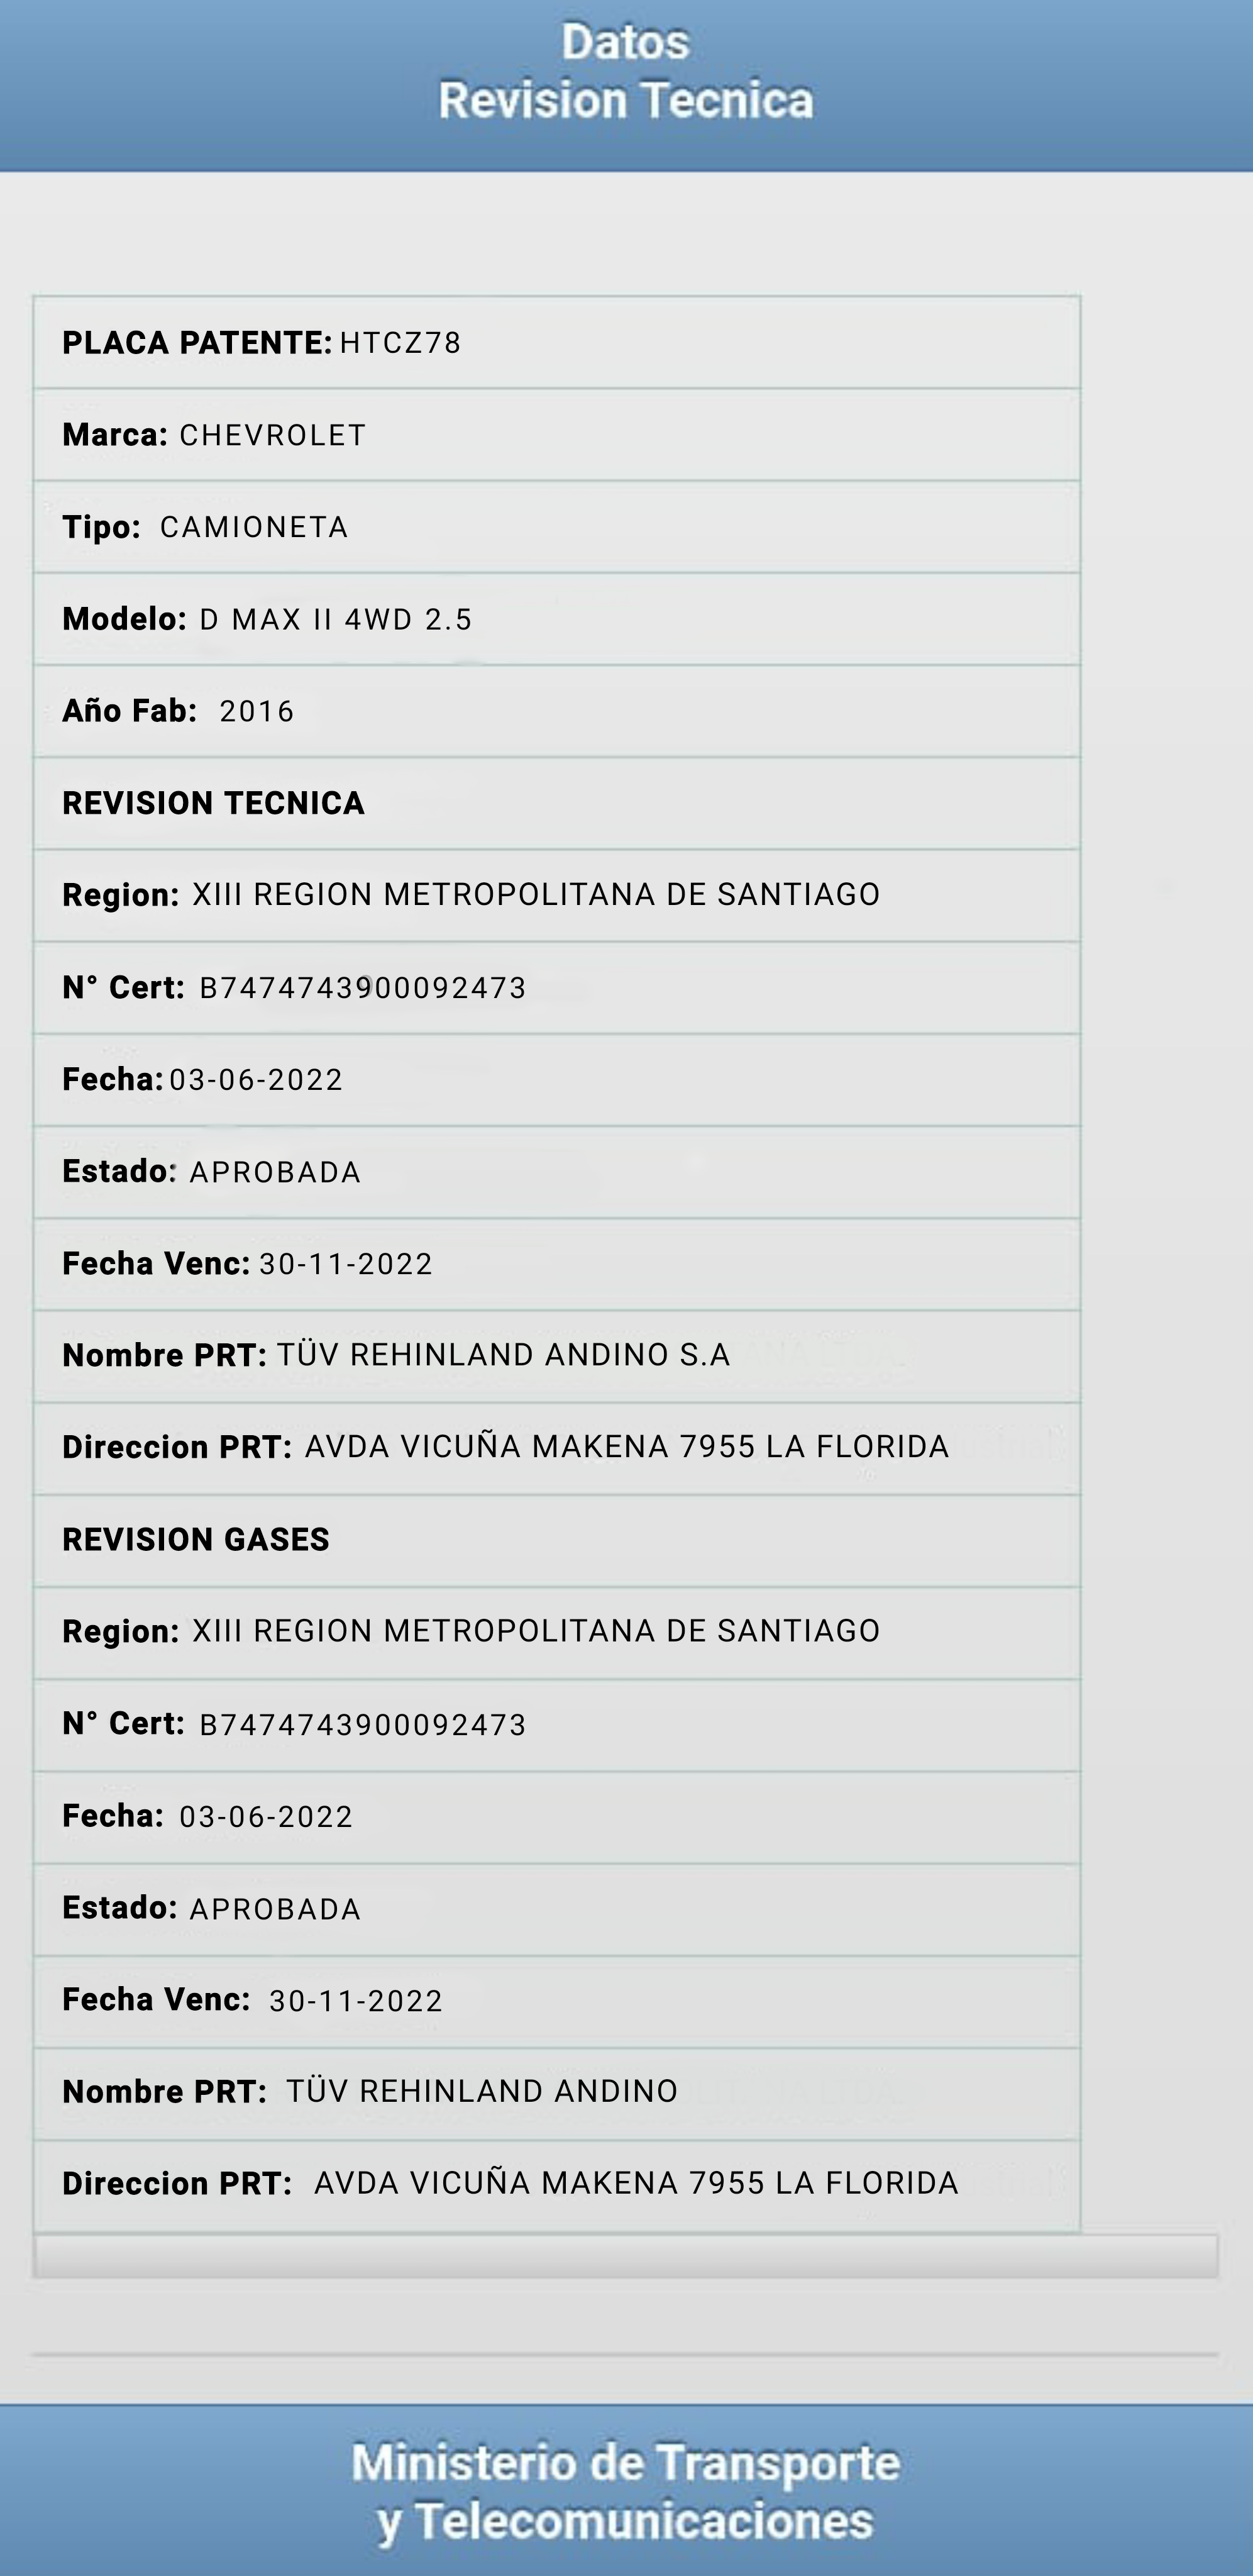 Datos
Revision Tecnica
PLACA PATENTE: HTCZ78
Marca: CHEVROLET
Tipo: CAMIONETA
Modelo: D MAX II 4WD 2.5
Año Fab: 2016
REVISION TECNICA
Region: XIII REGION METROPOLITANA DE SANTIAGO
N° Cert: B7474743900092473
Fecha: 03-06-2022
Estado: APROBADA
Fecha Venc: 30-11-2022
Nombre PRT: TÜV REHINLAND ANDINO S.A
Direccion PRT: AVDA VICUÑA MAKENA 7955 LA FLORIDA
REVISION GASES
Region: XIII REGION METROPOLITANA DE SANTIAGO
N° Cert: B7474743900092473
Fecha: 03-06-2022
Estado: APROBADA
Fecha Venc: 30-11-2022
Nombre PRT: TÜV REHINLAND ANDINO
Direccion PRT: AVDA VICUÑA MAKENA 7955 LA FLORIDA
Ministerio de Transporte
y Telecomunicaciones